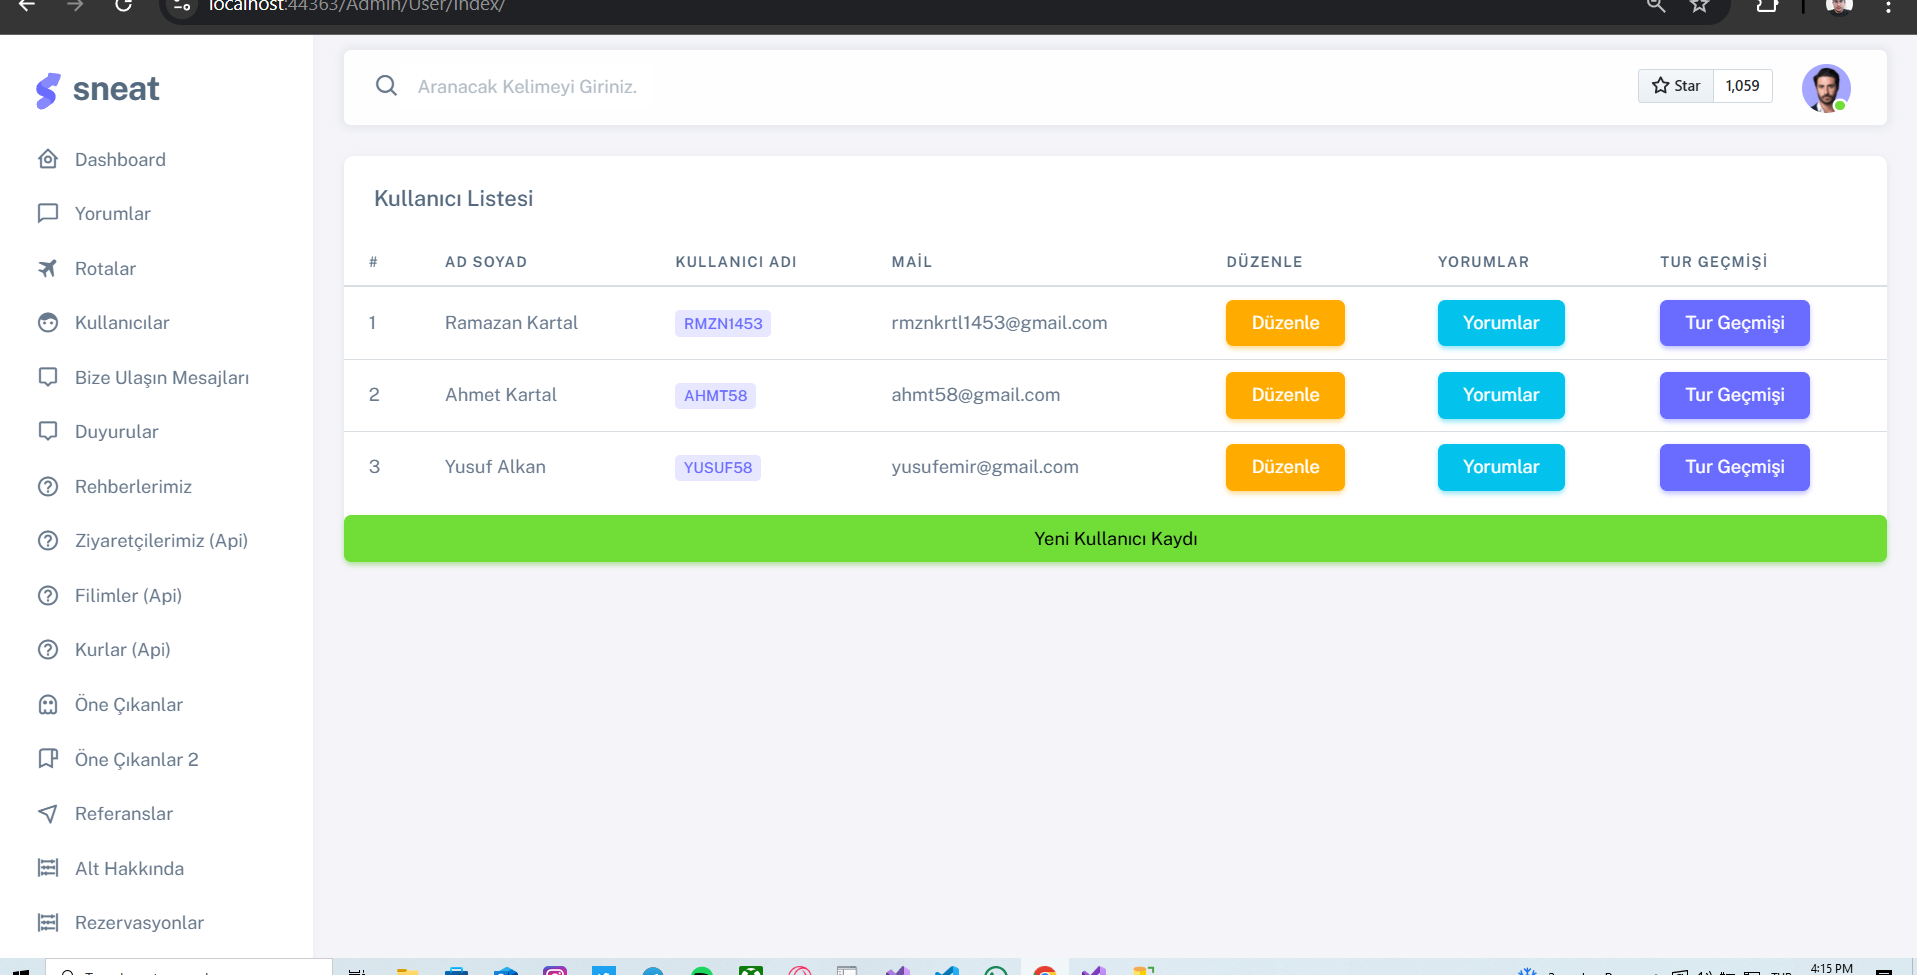 localhost:44363/Admin/User/Index/
sneat
Aranacak Kelimeyi Giriniz.
Star 1,059
Dashboard
Yorumlar
Rotalar
Kullanıcılar
Bize Ulaşın Mesajları
Duyurular
Rehberlerimiz
Ziyaretçilerimiz (Api)
Filimler (Api)
Kurlar (Api)
Öne Çıkanlar
Öne Çıkanlar 2
Referanslar
Alt Hakkında
Rezervasyonlar
Kullanıcı Listesi
# AD SOYAD KULLANICI ADI MAİL DÜZENLE YORUMLAR TUR GEÇMİŞİ
1 Ramazan Kartal RMZN1453 rmznkrtl1453@gmail.com Düzenle Yorumlar Tur Geçmişi
2 Ahmet Kartal AHMT58 ahmt58@gmail.com Düzenle Yorumlar Tur Geçmişi
3 Yusuf Alkan YUSUF58 yusufemir@gmail.com Düzenle Yorumlar Tur Geçmişi
Yeni Kullanıcı Kaydı
4:15 PM